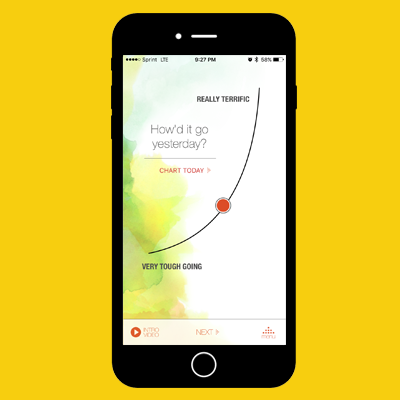 Sprint LTE 9:27 PM 58%
REALLY TERRIFIC
How'd it go
yesterday?
CHART TODAY
VERY TOUGH GOING
INTRO
VIDEO
NEXT
menu